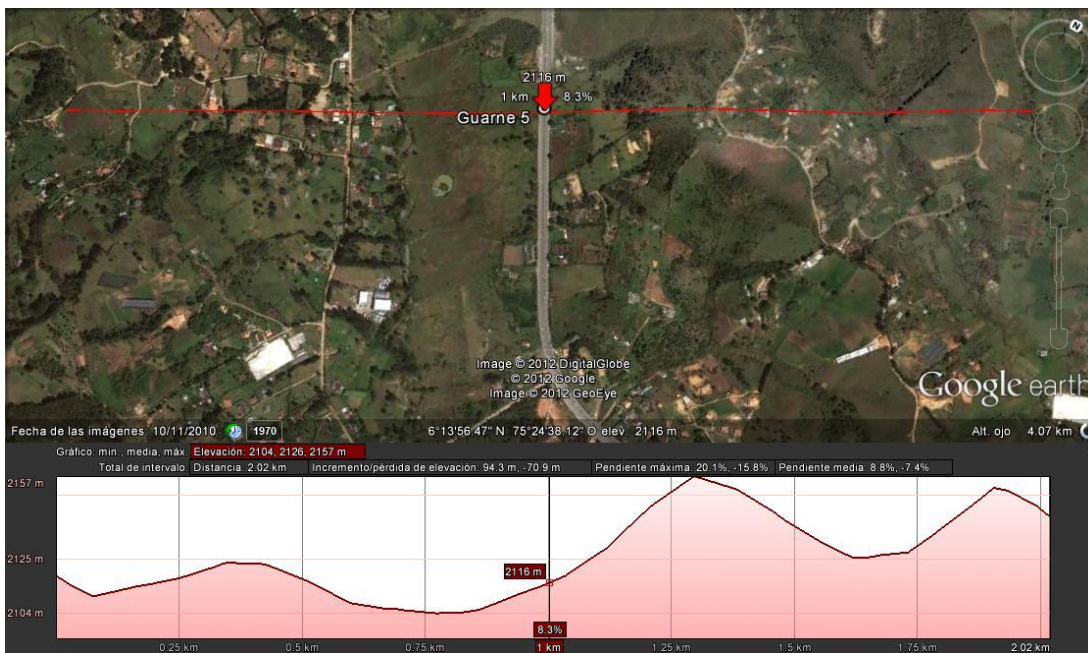 N
2116 m
1 km 8.3%
Guarne 5
Image © 2012 DigitalGlobe
© 2012 Google
Image © 2012 GeoEye
Google earth
Fecha de las imágenes: 10/11/2010 1970 6°13'56.47" N 75°24'38.12" O elev. 2116 m Alt. ojo 4.07 km
Gráfico: min., media, máx. Elevación: 2104, 2126, 2157 m
Total de intervalo: Distancia: 2.02 km Incremento/pérdida de elevación: 94.3 m, -70.9 m Pendiente máxima: 20.1%, -15.8% Pendiente media: 8.8%, -7.4%
2157 m
2125 m
2116 m
2104 m
8.3%
0.25 km 0.5 km 0.75 km 1 km 1.25 km 1.5 km 1.75 km 2.02 km